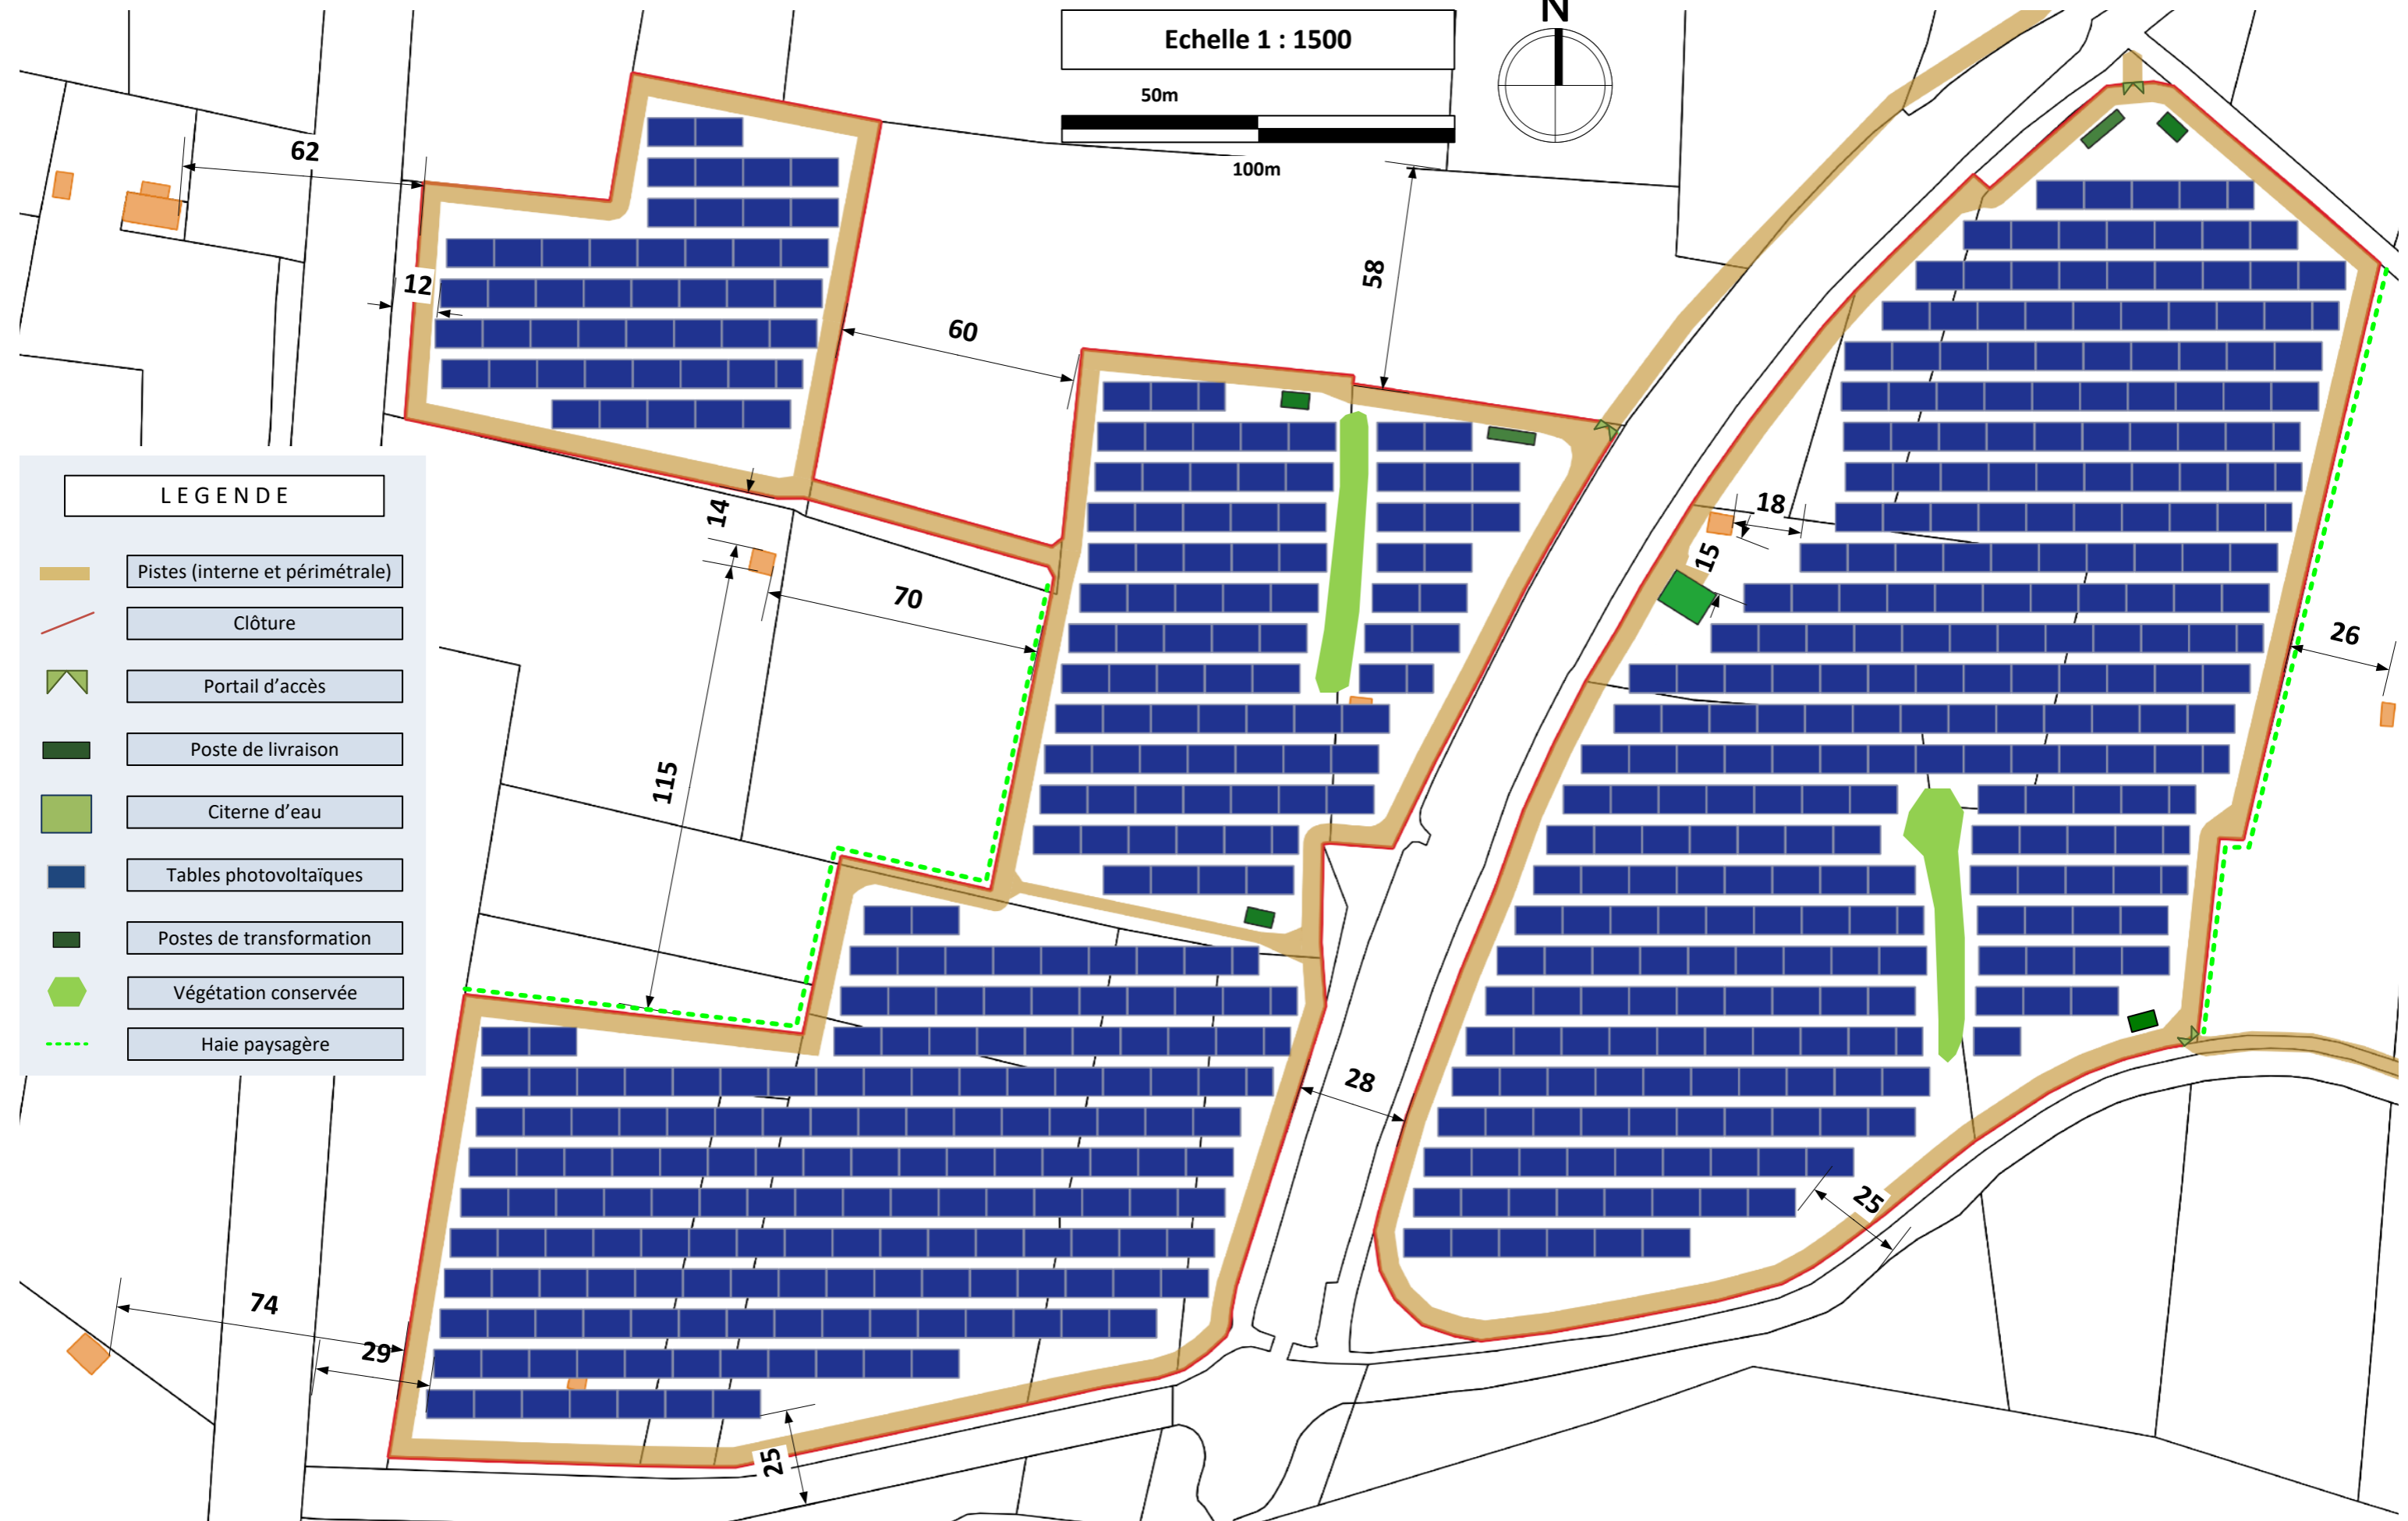 N
Echelle 1 : 1500
50m
100m
62
12
60
58
14
70
115
18
15
26
28
25
74
29
25
LEGENDE
Pistes (interne et périmétrale)
Clôture
Portail d’accès
Poste de livraison
Citerne d’eau
Tables photovoltaïques
Postes de transformation
Végétation conservée
Haie paysagère